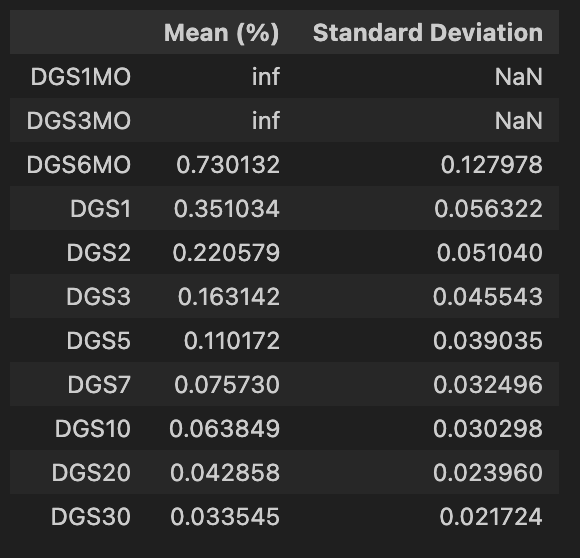 Mean (%) Standard Deviation
DGS1MO inf NaN
DGS3MO inf NaN
DGS6MO 0.730132 0.127978
DGS1 0.351034 0.056322
DGS2 0.220579 0.051040
DGS3 0.163142 0.045543
DGS5 0.110172 0.039035
DGS7 0.075730 0.032496
DGS10 0.063849 0.030298
DGS20 0.042858 0.023960
DGS30 0.033545 0.021724